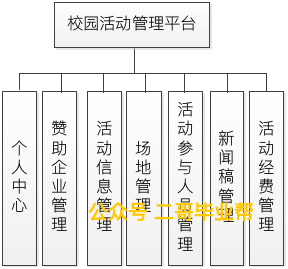 校园活动管理平台
个人中心
赞助企业管理
活动信息管理
场地管理
活动参与人员管理
新闻稿管理
活动经费管理
公众号 二哥毕业帮